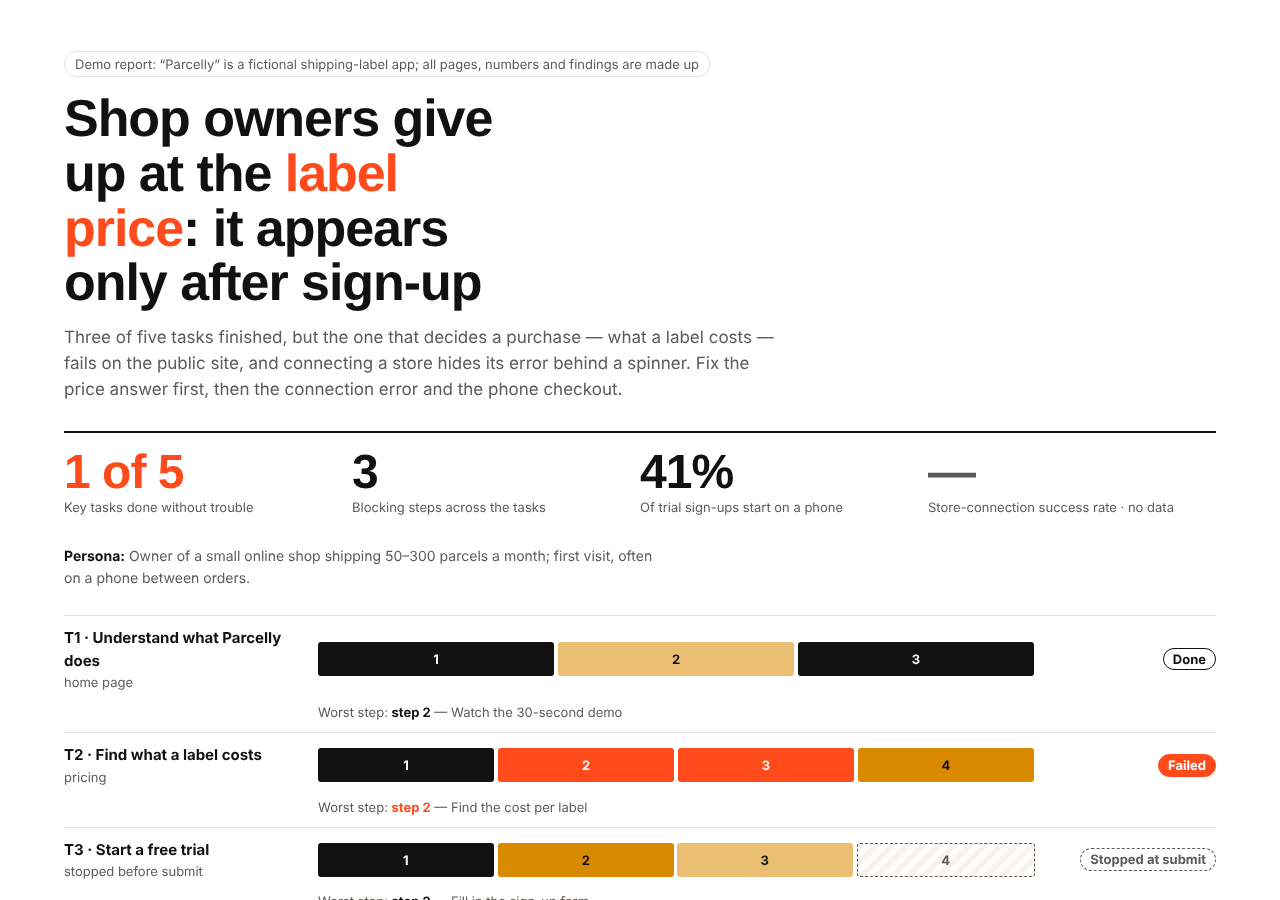 Demo report: “Parcelly” is a fictional shipping-label app; all pages, numbers and findings are made up
Shop owners give
up at the label
price: it appears
only after sign-up
Three of five tasks finished, but the one that decides a purchase — what a label costs —
fails on the public site, and connecting a store hides its error behind a spinner. Fix the
price answer first, then the connection error and the phone checkout.
1 of 5
Key tasks done without trouble
3
Blocking steps across the tasks
41%
Of trial sign-ups start on a phone
—
Store-connection success rate · no data
Persona: Owner of a small online shop shipping 50–300 parcels a month; first visit, often
on a phone between orders.
T1 · Understand what Parcelly
does
home page
1 2 3
Done
Worst step: step 2 — Watch the 30-second demo
T2 · Find what a label costs
pricing
1 2 3 4
Failed
Worst step: step 2 — Find the cost per label
T3 · Start a free trial
stopped before submit
1 2 3 4
Stopped at submit